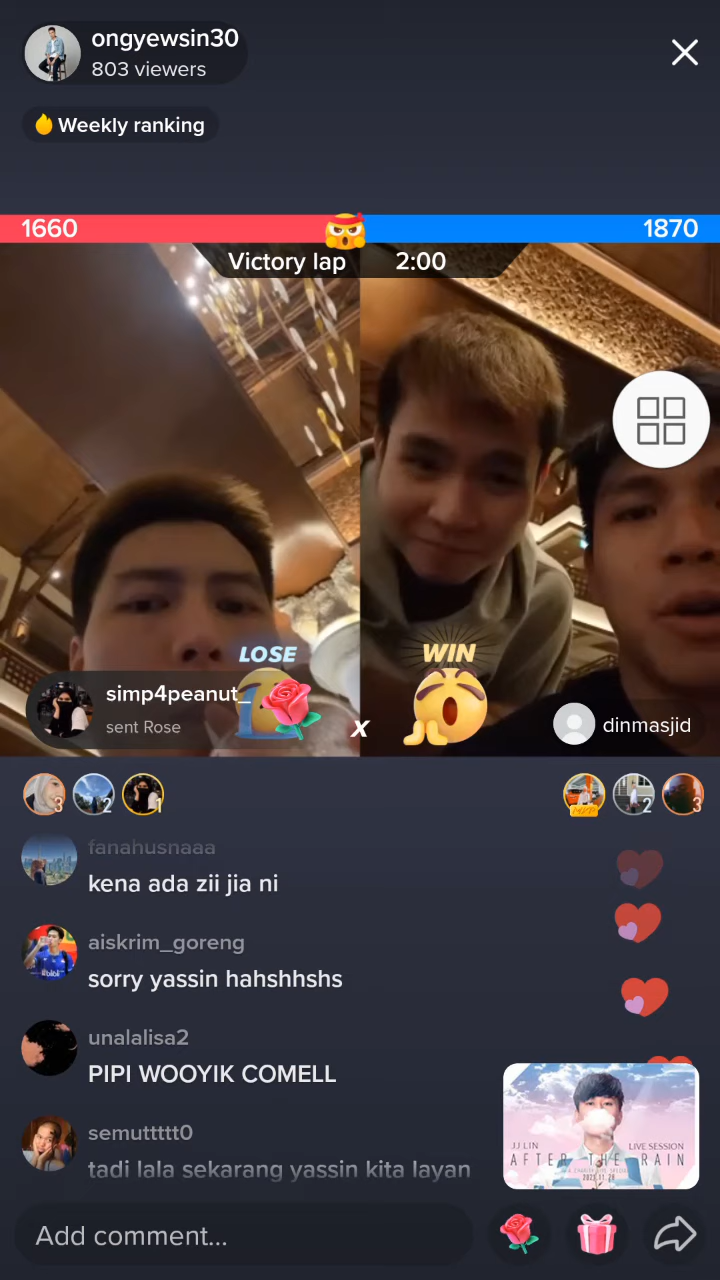 ongyewsin30
803 viewers
Weekly ranking
1660
1870
Victory lap 2:00
LOSE
WIN
simp4peanut_
sent Rose
x
dinmasjid
3
2
1
2
3
fanahusnaaa
kena ada zii jia ni
aiskrim_goreng
sorry yassin hahshhshs
unalalisa2
PIPI WOOYIK COMELL
semuttttt0
tadi lala sekarang yassin kita layan
JJ LIN
LIVE SESSION
AFTER THE RAIN
Add comment...